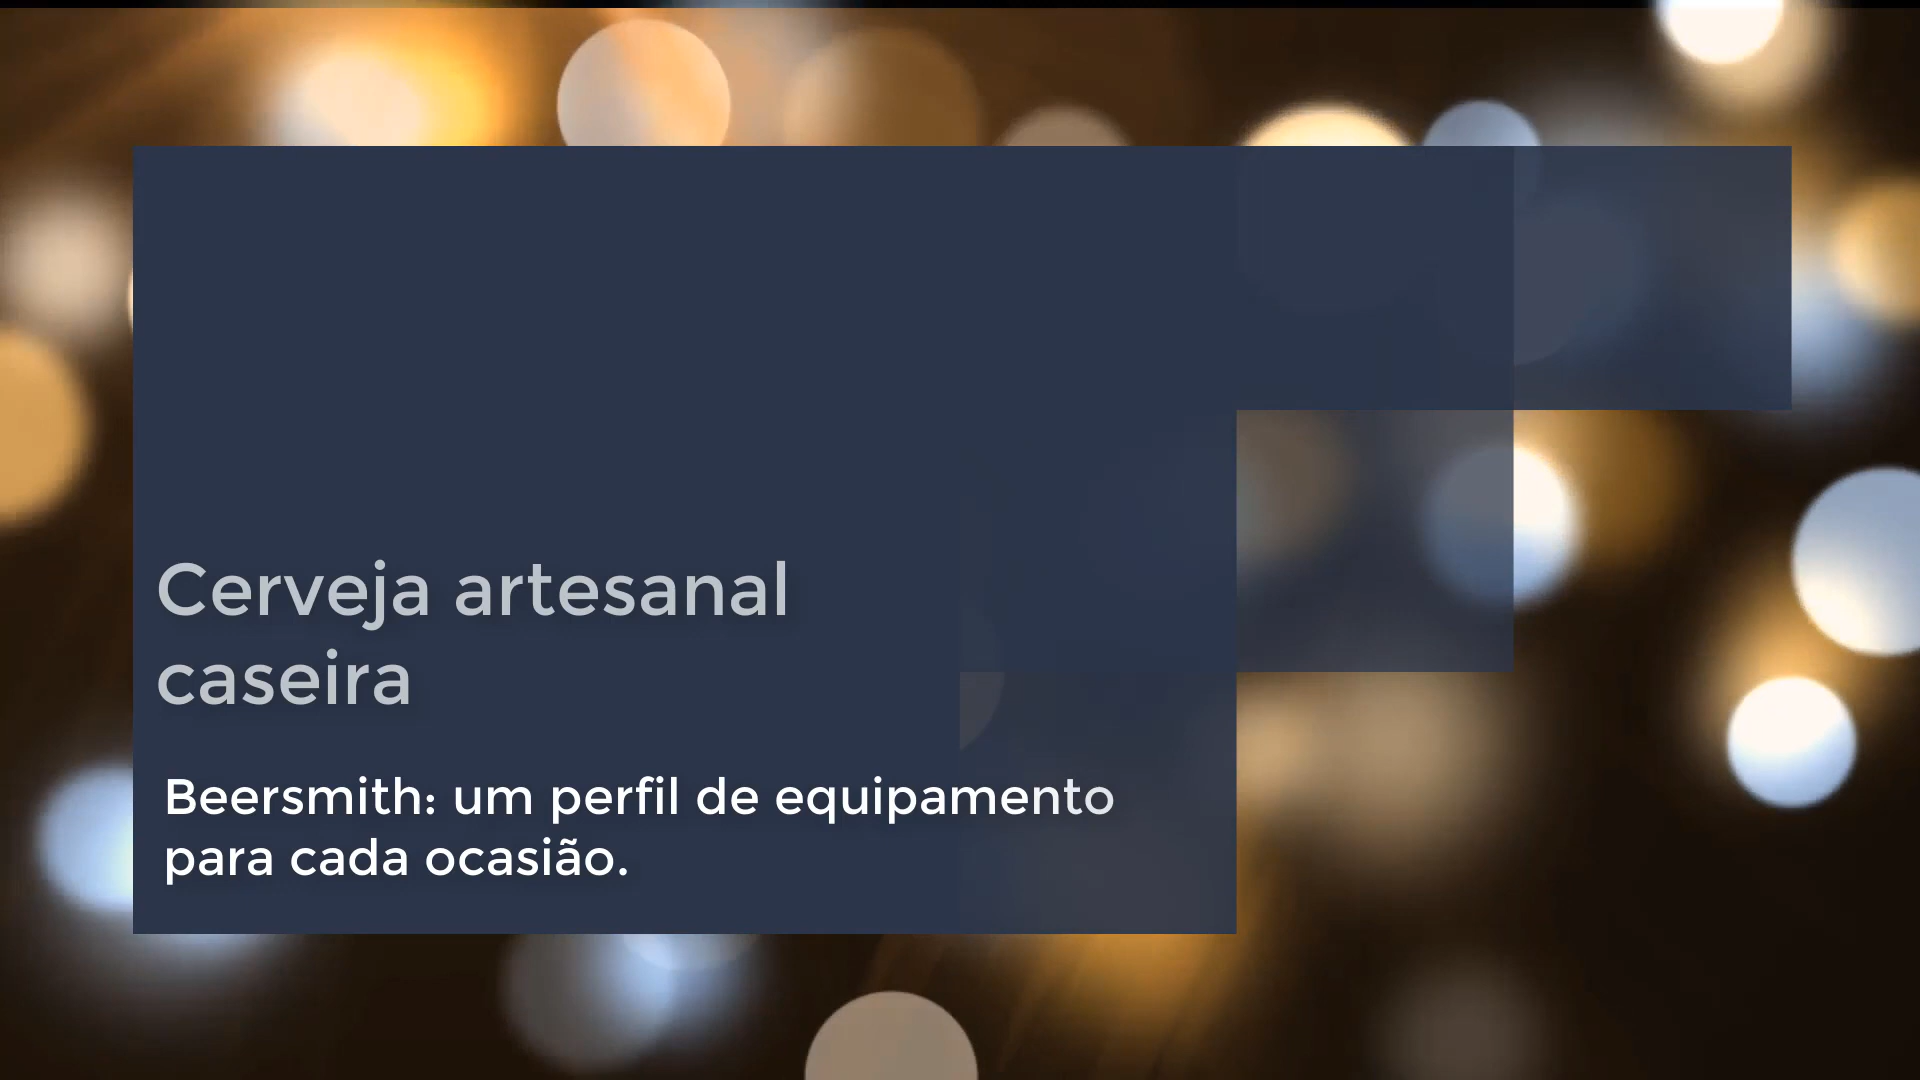 Cerveja artesanal
caseira
Beersmith: um perfil de equipamento
para cada ocasião.